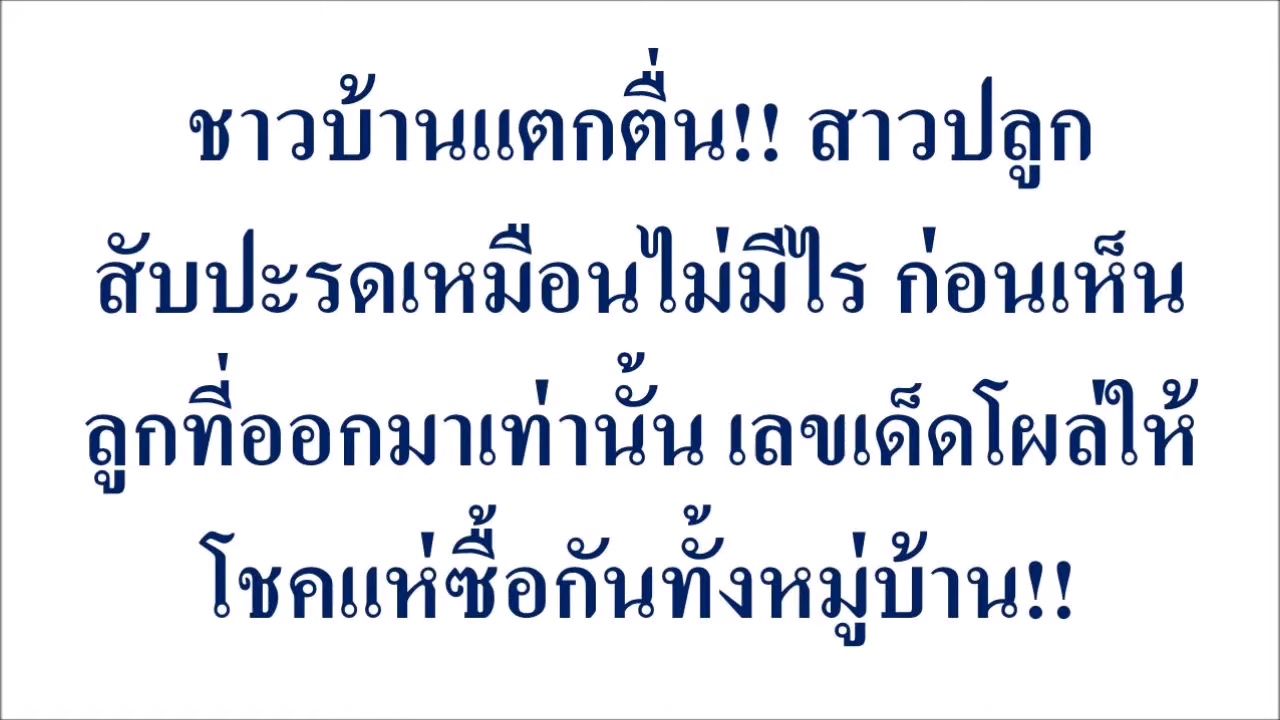 ชาวบ้านแตกตื่น!! สาวปลูก
สับปะรดเหมือนไม่มีไร ก่อนเห็น
ลูกที่ออกมาเท่านั้น เลขเด็ดโผล่ให้
โชคแห่ซื้อกันทั้งหมู่บ้าน!!